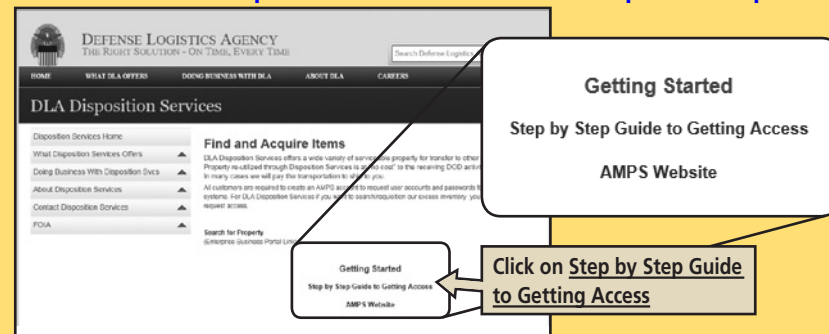 DEFENSE LOGISTICS AGENCY
THE RIGHT SOLUTION - ON TIME, EVERY TIME
Search Defense Logistics
HOME WHAT DLA OFFERS DOING BUSINESS WITH DLA ABOUT DLA CAREERS
DLA Disposition Services
Disposition Services Home
What Disposition Services Offers
Doing Business With Disposition Svcs
About Disposition Services
Contact Disposition Services
FOIA
Find and Acquire Items
DLA Disposition Services offers a wide variety of serviceable property for transfer to other
Property re-utilized through Disposition Services is at "no cost" to the receiving DOD activ
In many cases we will pay the transportation to ship to you.
All customers are required to create an AMPS account to request user accounts and passwords f
systems. For DLA Disposition Services if you want to search/requisition our excess inventory, you
request access.
Search for Property
(Enterprise Business Portal Link
Getting Started
Step by Step Guide to Getting Access
AMPS Website
Getting Started
Step by Step Guide to Getting Access
AMPS Website
Click on Step by Step Guide
to Getting Access